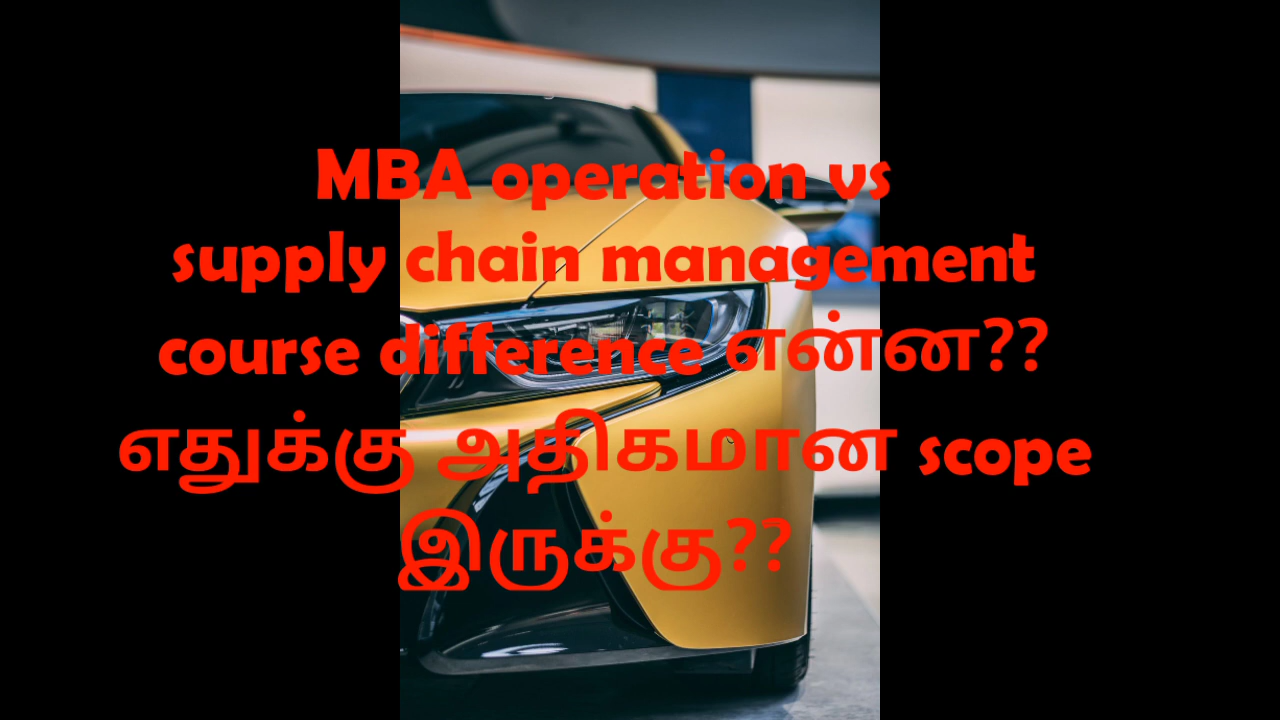 MBA operation vs
supply chain management
course difference என்ன??
எதுக்கு அதிகமான scope
இருக்கு??